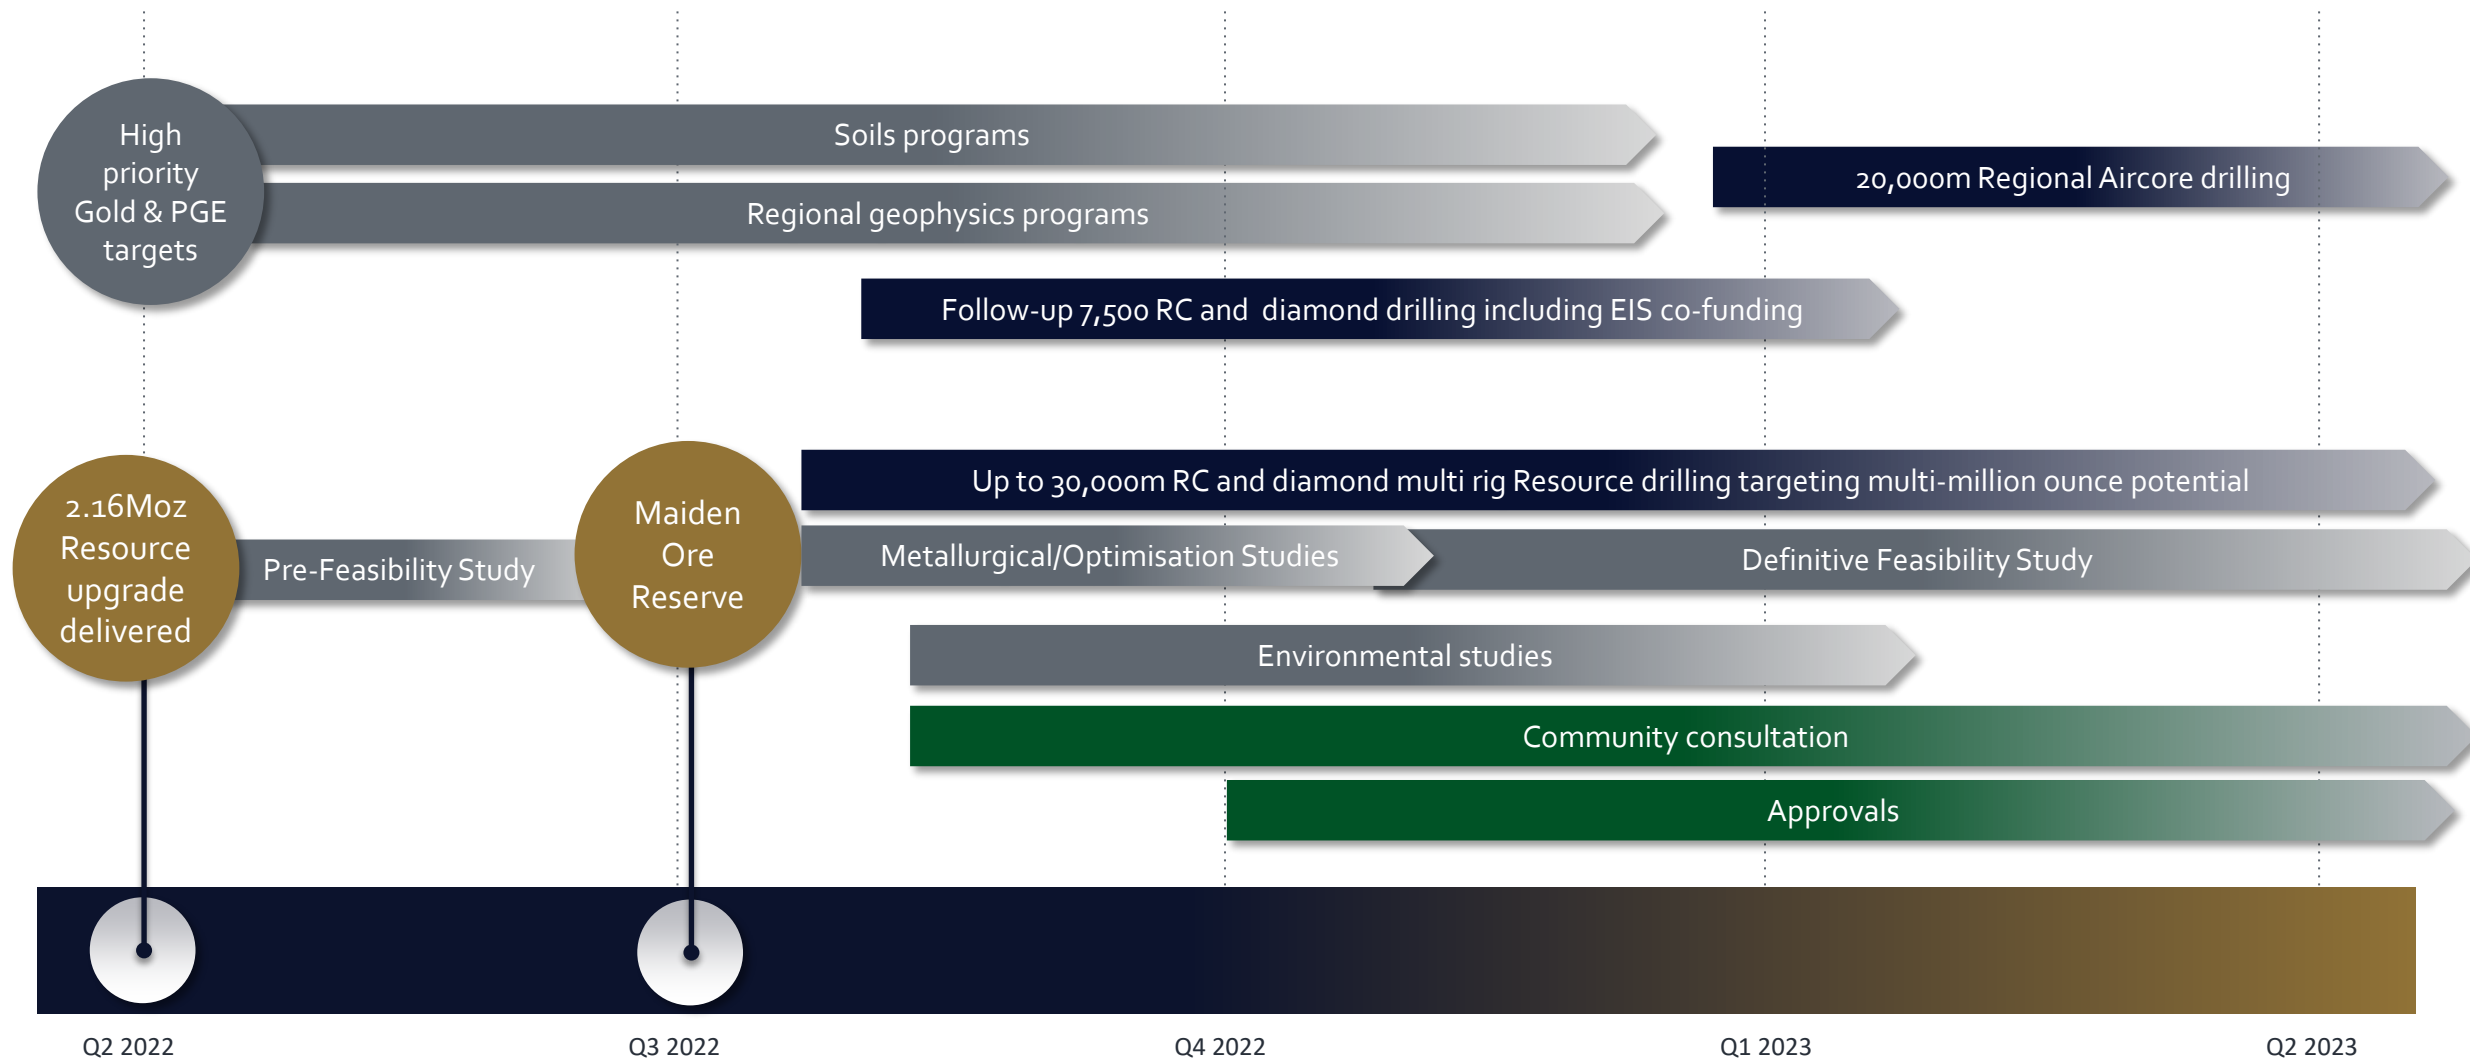 High
priority
Gold & PGE
targets
Soils programs
Regional geophysics programs
20,000m Regional Aircore drilling
Follow-up 7,500 RC and  diamond drilling including EIS co-funding
2.16Moz
Resource
upgrade
delivered
Pre-Feasibility Study
Maiden
Ore
Reserve
Up to 30,000m RC and diamond multi rig Resource drilling targeting multi-million ounce potential
Metallurgical/Optimisation Studies
Definitive Feasibility Study
Environmental studies
Community consultation
Approvals
Q2 2022
Q3 2022
Q4 2022
Q1 2023
Q2 2023